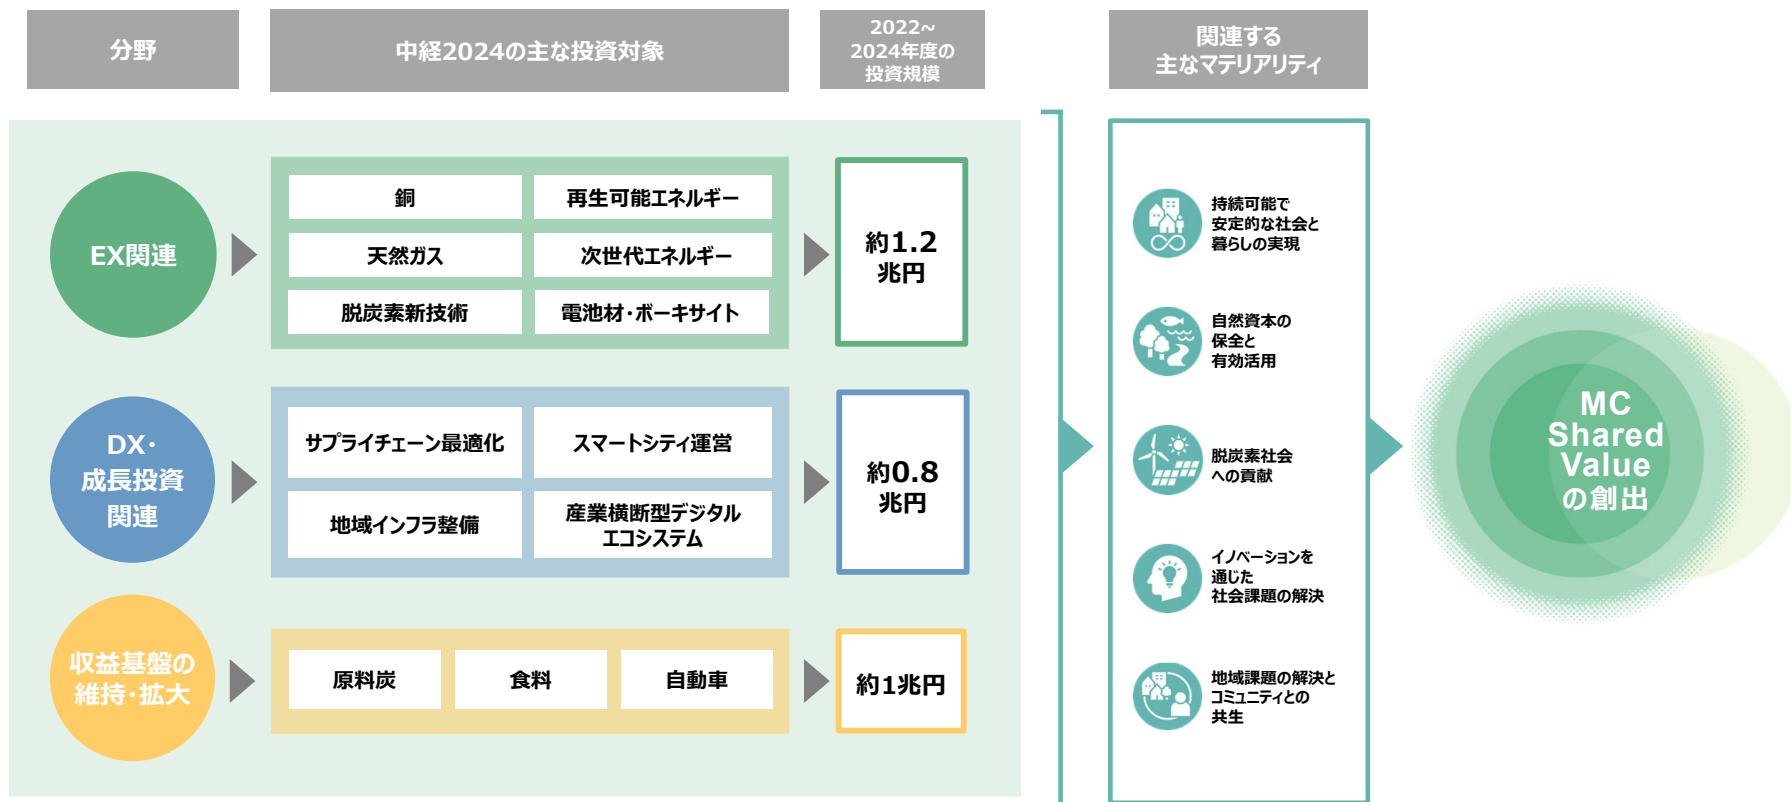 分野
中経2024の主な投資対象
2022~
2024年度の
投資規模
関連する
主なマテリアリティ
EX関連
銅
再生可能エネルギー
天然ガス
次世代エネルギー
脱炭素新技術
電池材・ボーキサイト
約1.2
兆円
DX・
成長投資
関連
サプライチェーン最適化
スマートシティ運営
地域インフラ整備
産業横断型デジタル
エコシステム
約0.8
兆円
収益基盤の
維持・拡大
原料炭
食料
自動車
約1兆円
持続可能で
安定的な社会と
暮らしの実現
自然資本の
保全と
有効活用
脱炭素社会
への貢献
イノベーションを
通じた
社会課題の解決
地域課題の解決と
コミュニティとの
共生
MC
Shared
Value
の創出